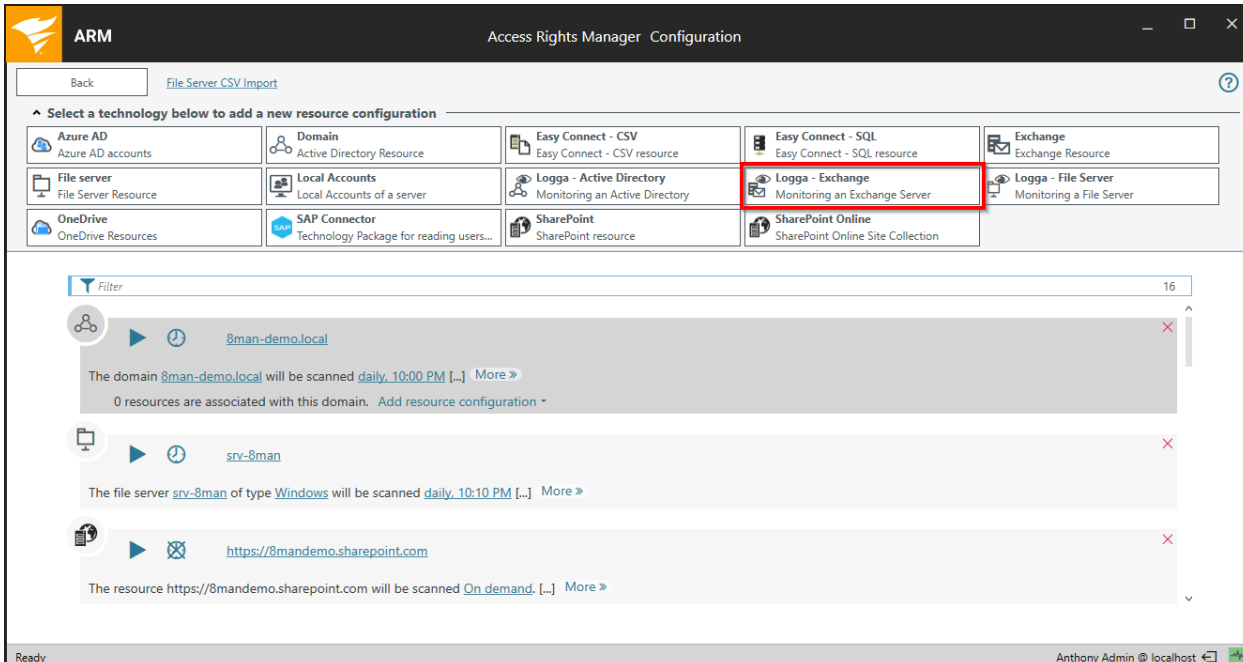 ARM
Access Rights Manager Configuration
Back
File Server CSV Import
Select a technology below to add a new resource configuration
Azure AD
Azure AD accounts
Domain
Active Directory Resource
Easy Connect - CSV
Easy Connect - CSV resource
Easy Connect - SQL
Easy Connect - SQL resource
Exchange
Exchange Resource
File server
File Server Resource
Local Accounts
Local Accounts of a server
Logga - Active Directory
Monitoring an Active Directory
Logga - Exchange
Monitoring an Exchange Server
Logga - File Server
Monitoring a File Server
OneDrive
OneDrive Resources
SAP
SAP Connector
Technology Package for reading users...
SharePoint
SharePoint resource
SharePoint Online
SharePoint Online Site Collection
Filter
16
8man-demo.local
The domain 8man-demo.local will be scanned daily, 10:00 PM [...] More »
0 resources are associated with this domain. Add resource configuration
srv-8man
The file server srv-8man of type Windows will be scanned daily, 10:10 PM [...] More »
https://8mandemo.sharepoint.com
The resource https://8mandemo.sharepoint.com will be scanned On demand. [...] More »
Ready
Anthony Admin @ localhost